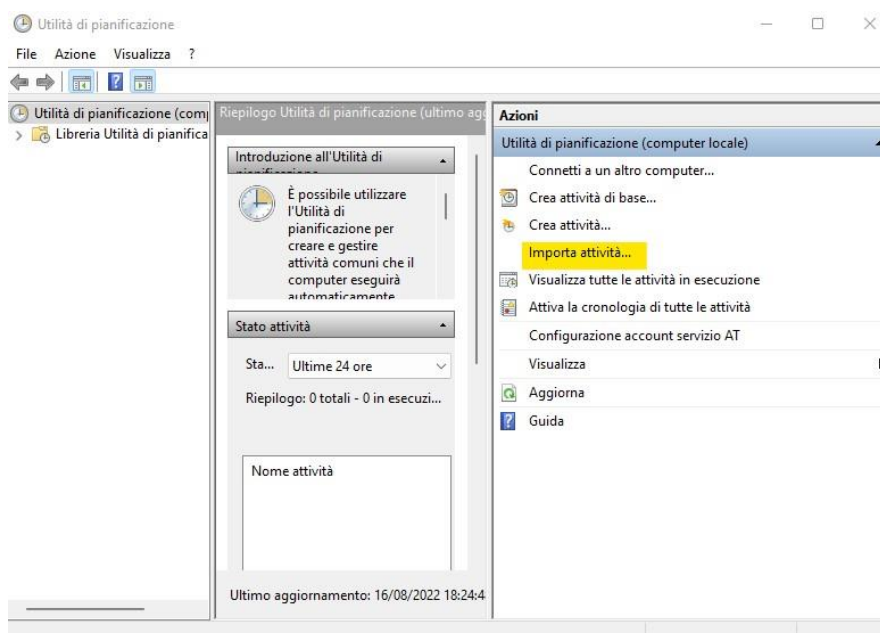 Utilità di pianificazione
File Azione Visualizza ?
Utilità di pianificazione (comp
Libreria Utilità di pianifica
Riepilogo Utilità di pianificazione (ultimo agg
Introduzione all'Utilità di
pianificazione
È possibile utilizzare
l'Utilità di
pianificazione per
creare e gestire
attività comuni che il
computer eseguirà
automaticamente
Stato attività
Sta... Ultime 24 ore
Riepilogo: 0 totali - 0 in esecuzi...
Nome attività
Ultimo aggiornamento: 16/08/2022 18:24:4
Azioni
Utilità di pianificazione (computer locale)
Connetti a un altro computer...
Crea attività di base...
Crea attività...
Importa attività...
Visualizza tutte le attività in esecuzione
Attiva la cronologia di tutte le attività
Configurazione account servizio AT
Visualizza
Aggiorna
Guida